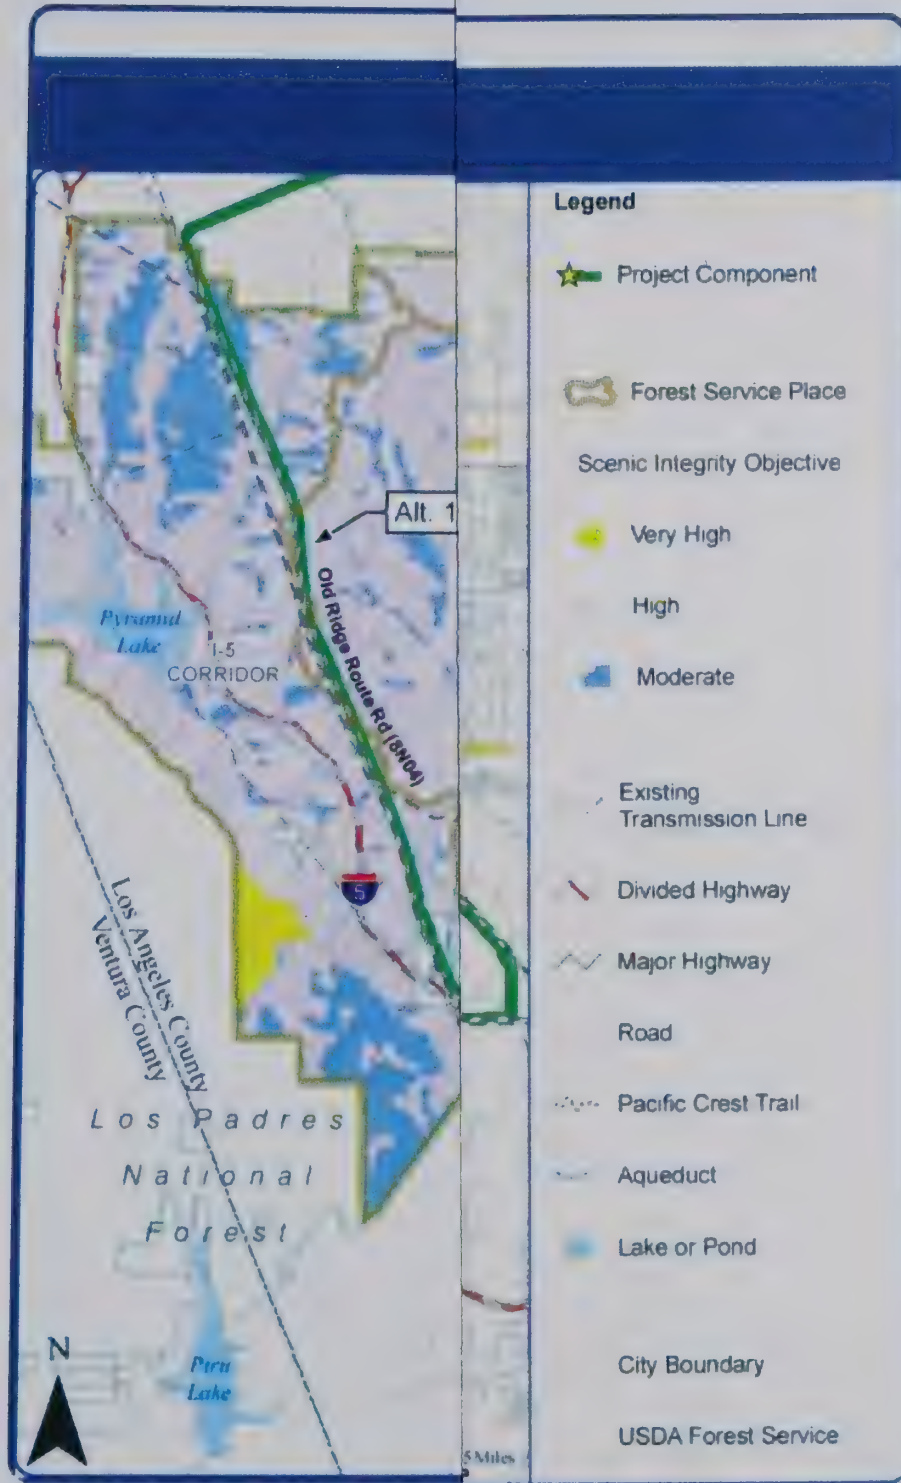 Alt. 1
Old Ridge Route Rd (8N04)
Pyramid
Lake
I-5
CORRIDOR
5
Los Angeles County
Ventura County
Los Padres
National
Forest
N
Piru
Lake
Legend
Project Component
Forest Service Place
Scenic Integrity Objective
Very High
High
Moderate
Existing
Transmission Line
Divided Highway
Major Highway
Road
Pacific Crest Trail
Aqueduct
Lake or Pond
City Boundary
USDA Forest Service
5 Miles